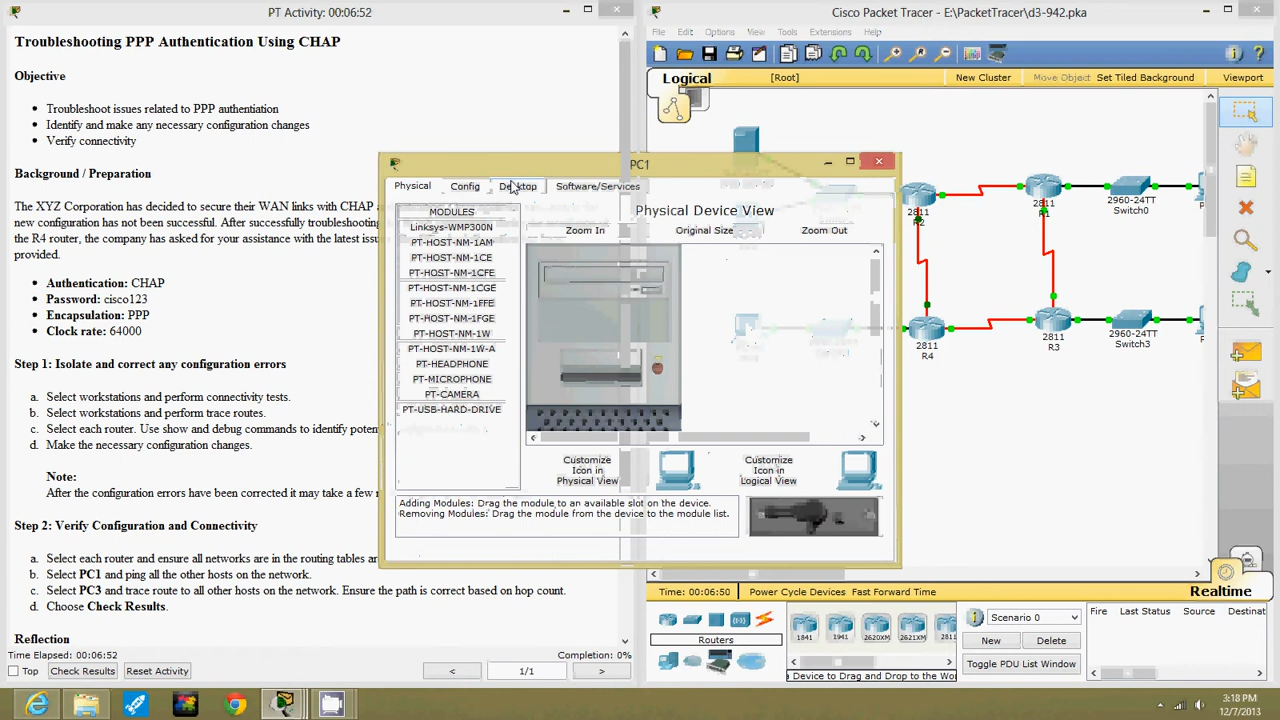 PT Activity: 00:06:52
Troubleshooting PPP Authentication Using CHAP
Objective
Troubleshoot issues related to PPP authentiation
Identify and make any necessary configuration changes
Verify connectivity
Background / Preparation
The XYZ Corporation has decided to secure their WAN links with CHAP
new configuration has not been successful. After successfully troubleshooting
the R4 router, the company has asked for your assistance with the latest
provided.
Authentication: CHAP
Password: cisco123
Encapsulation: PPP
Clock rate: 64000
Step 1: Isolate and correct any configuration errors
a. Select workstations and perform connectivity tests.
b. Select workstations and perform trace routes.
c. Select each router. Use show and debug commands to identify
d. Make the necessary configuration changes.
Note:
After the configuration errors have been corrected it may take a few
Step 2: Verify Configuration and Connectivity
a. Select each router and ensure all networks are in the routing tables
b. Select PC1 and ping all the other hosts on the network.
c. Select PC3 and trace route to all other hosts on the network. Ensure the path is correct based on hop count.
d. Choose Check Results.
Reflection
Time Elapsed: 00:06:52
Completion: 0%
Top
Check Results
Reset Activity
<
1/1
>
PC1
Physical
Config
Desktop
Software/Services
MODULES
Linksys-WMP300N
PT-HOST-NM-1AM
PT-HOST-NM-1CE
PT-HOST-NM-1CFE
PT-HOST-NM-1CGE
PT-HOST-NM-1FFE
PT-HOST-NM-1FGE
PT-HOST-NM-1W
PT-HOST-NM-1W-A
PT-HEADPHONE
PT-MICROPHONE
PT-CAMERA
PT-USB-HARD-DRIVE
Physical Device View
Zoom In
Original Size
Zoom Out
Customize
Icon in
Physical View
Customize
Icon in
Logical View
Adding Modules: Drag the module to an available slot on the device.
Removing Modules: Drag the module from the device to the module list.
Cisco Packet Tracer - E:\PacketTracer\d3-942.pka
File
Edit
Options
View
Tools
Extensions
Help
Logical
[Root]
New Cluster
Move Object
Set Tiled Background
Viewport
2811
R2
2811
R1
2960-24TT
Switch0
2811
R4
2811
R3
2960-24TT
Switch3
Time: 00:06:50
Power Cycle Devices
Fast Forward Time
Realtime
Routers
1841
1941
2620XM
2621XM
2811
Device to Drag and Drop to the Wo
Scenario 0
New
Delete
Toggle PDU List Window
Fire
Last Status
Source
Destinat
3:18 PM
12/7/2013